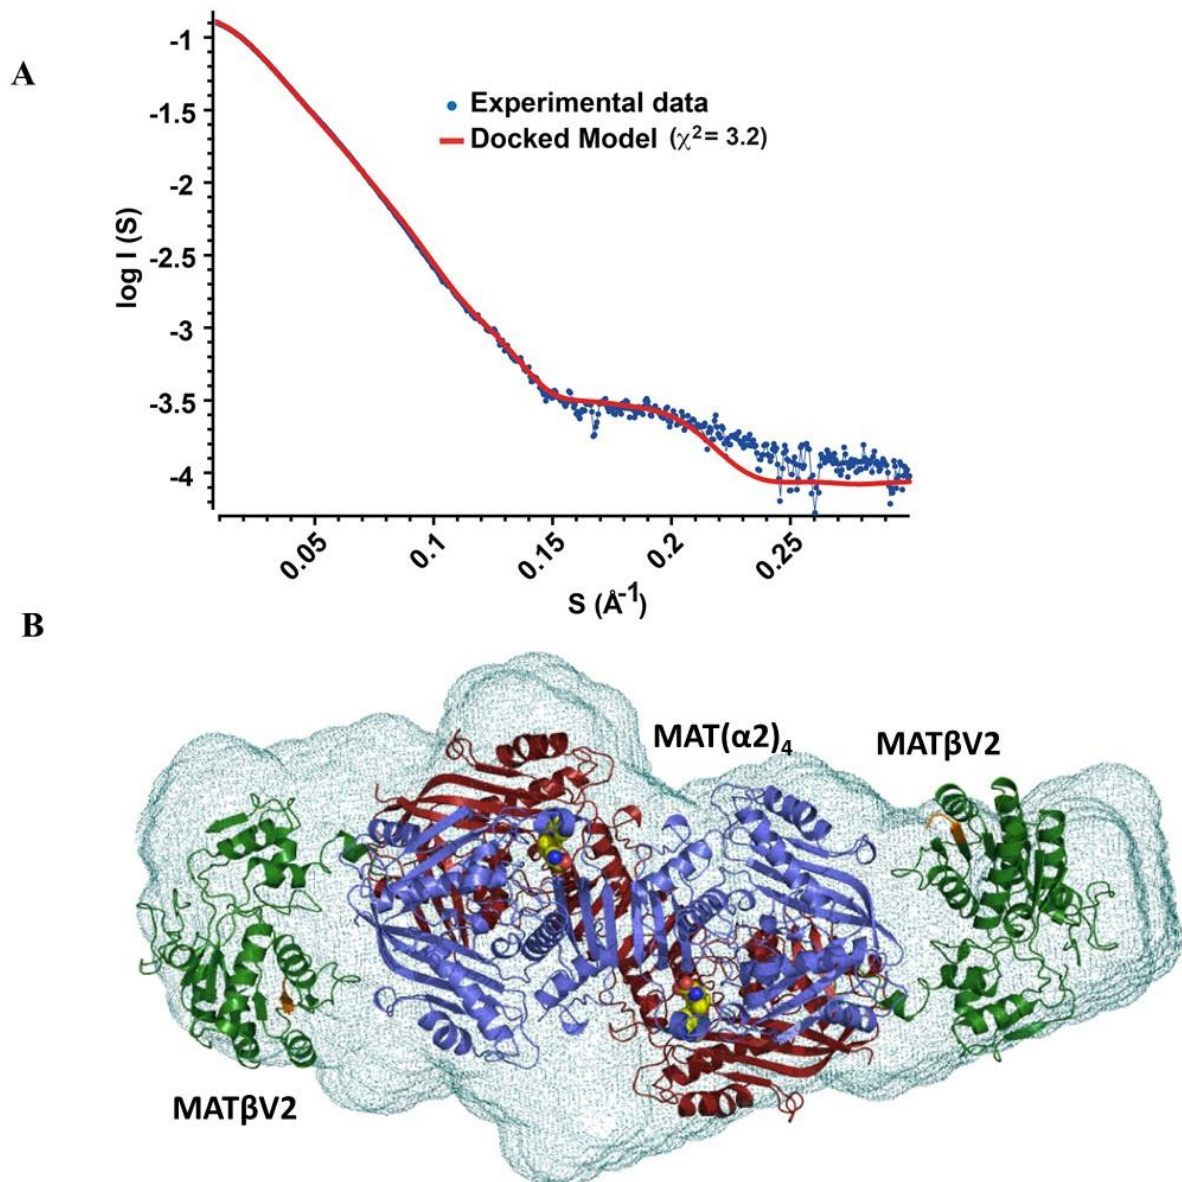 A
-1
-1.5
-2
-2.5
-3
-3.5
-4
log I (S)
Experimental data
Docked Model (χ²= 3.2)
0.05
0.1
0.15
0.2
0.25
S (Å⁻¹)
B
MAT(α2)₄
MATβV2
MATβV2